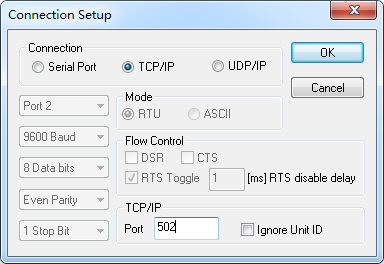 Connection Setup
Connection
Serial Port
TCP/IP
UDP/IP
OK
Cancel
Port 2
9600 Baud
8 Data bits
Even Parity
1 Stop Bit
Mode
RTU
ASCII
Flow Control
DSR
CTS
RTS Toggle
1
[ms] RTS disable delay
TCP/IP
Port
502
Ignore Unit ID